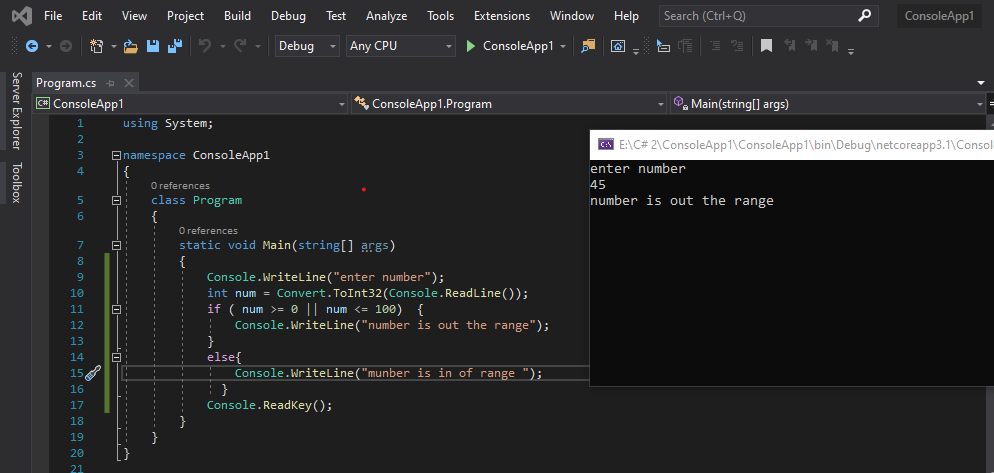 File Edit View Project Build Debug Test Analyze Tools Extensions Window Help Search (Ctrl+Q) ConsoleApp1
Debug Any CPU ConsoleApp1
Server Explorer
Toolbox
Program.cs
C# ConsoleApp1 ConsoleApp1.Program Main(string[] args)
1 using System;
2
3 namespace ConsoleApp1
4 {
0 references
5 class Program
6 {
0 references
7 static void Main(string[] args)
8 {
9 Console.WriteLine("enter number");
10 int num = Convert.ToInt32(Console.ReadLine());
11 if ( num >= 0 || num <= 100)  {
12 Console.WriteLine("number is out the range");
13 }
14 else{
15 Console.WriteLine("munber is in of range ");
16 }
17 Console.ReadKey();
18 }
19 }
20 }
21
C:\ E:\C# 2\ConsoleApp1\ConsoleApp1\bin\Debug\netcoreapp3.1\Consol
enter number
45
number is out the range